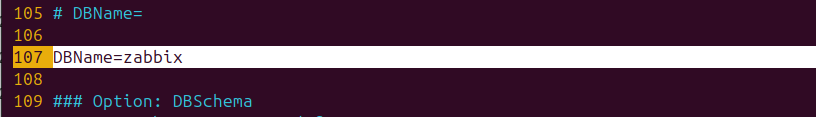 105 # DBName=
106
107 DBName=zabbix
108
109 ### Option: DBSchema